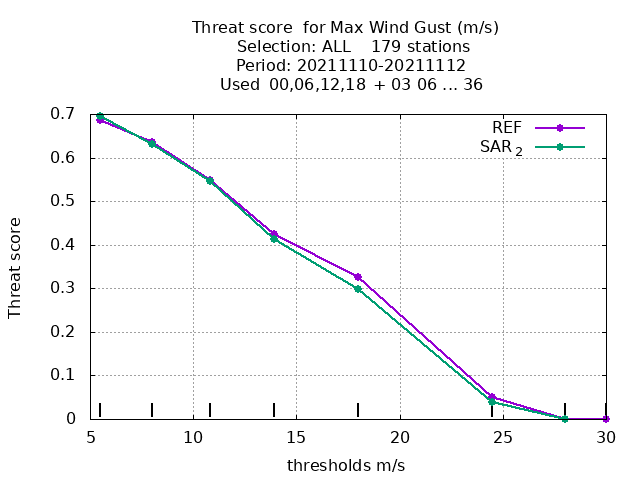 Threat score  for Max Wind Gust (m/s)
Selection: ALL    179 stations
Period: 20211110-20211112
Used  00,06,12,18  + 03 06 ... 36
REF
SAR 2
0.7
0.6
0.5
0.4
0.3
0.2
0.1
0
Threat score
5
10
15
20
25
30
thresholds m/s